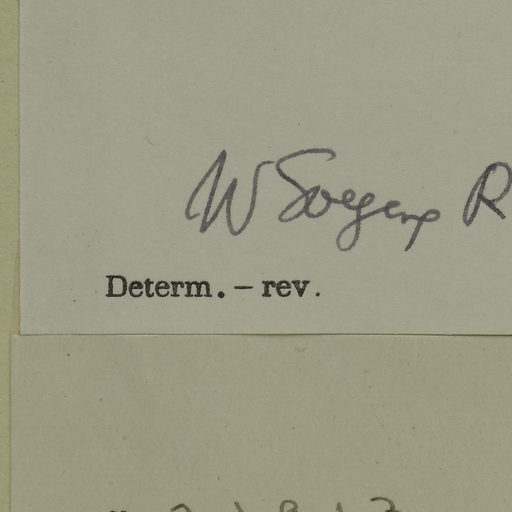 W Soegeng R
Determ. – rev.